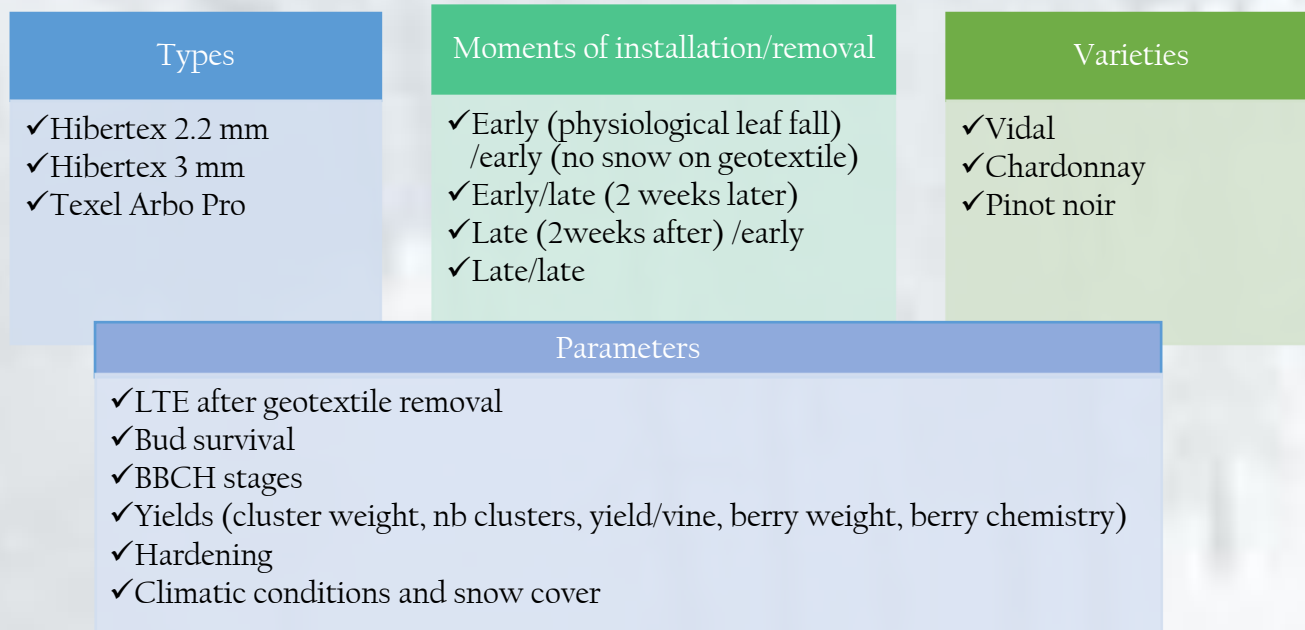 Types
✓Hibertex 2.2 mm
✓Hibertex 3 mm
✓Texel Arbo Pro
Moments of installation/removal
✓Early (physiological leaf fall)
/early (no snow on geotextile)
✓Early/late (2 weeks later)
✓Late (2weeks after) /early
✓Late/late
Varieties
✓Vidal
✓Chardonnay
✓Pinot noir
Parameters
✓LTE after geotextile removal
✓Bud survival
✓BBCH stages
✓Yields (cluster weight, nb clusters, yield/vine, berry weight, berry chemistry)
✓Hardening
✓Climatic conditions and snow cover